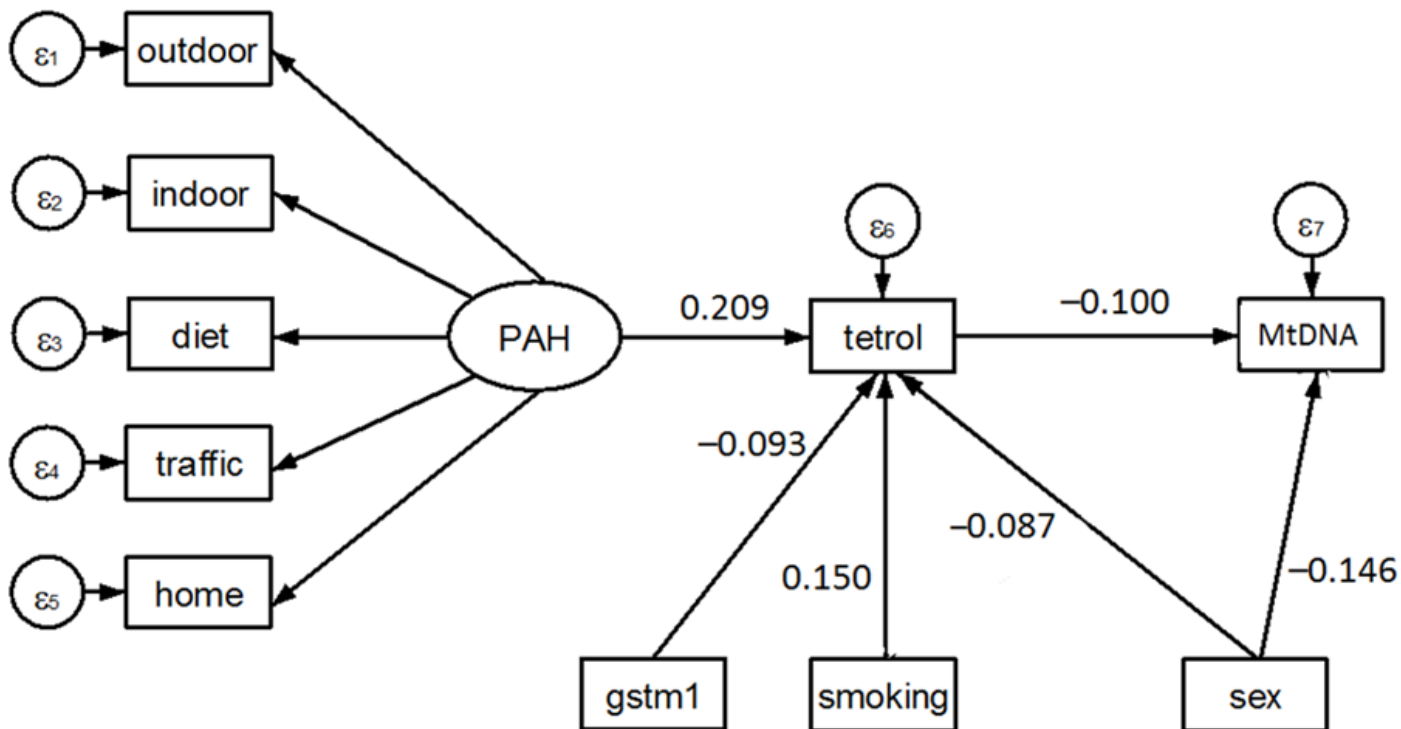 ε1
outdoor
ε2
indoor
ε3
diet
ε4
traffic
ε5
home
PAH
0.209
ε6
tetrol
–0.100
ε7
MtDNA
–0.093
0.150
–0.087
–0.146
gstm1
smoking
sex